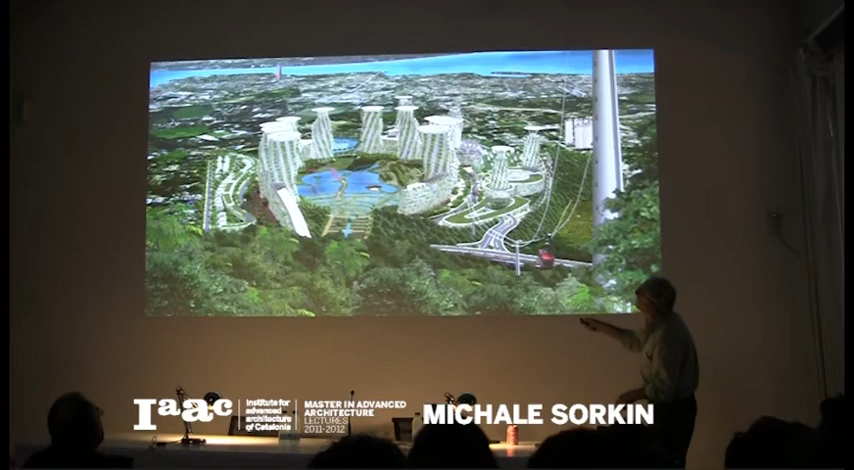 Iaac
Institute for
advanced
architecture
of Catalonia
MASTER IN ADVANCED
ARCHITECTURE
LECTURES
2011-2012
MICHALE SORKIN